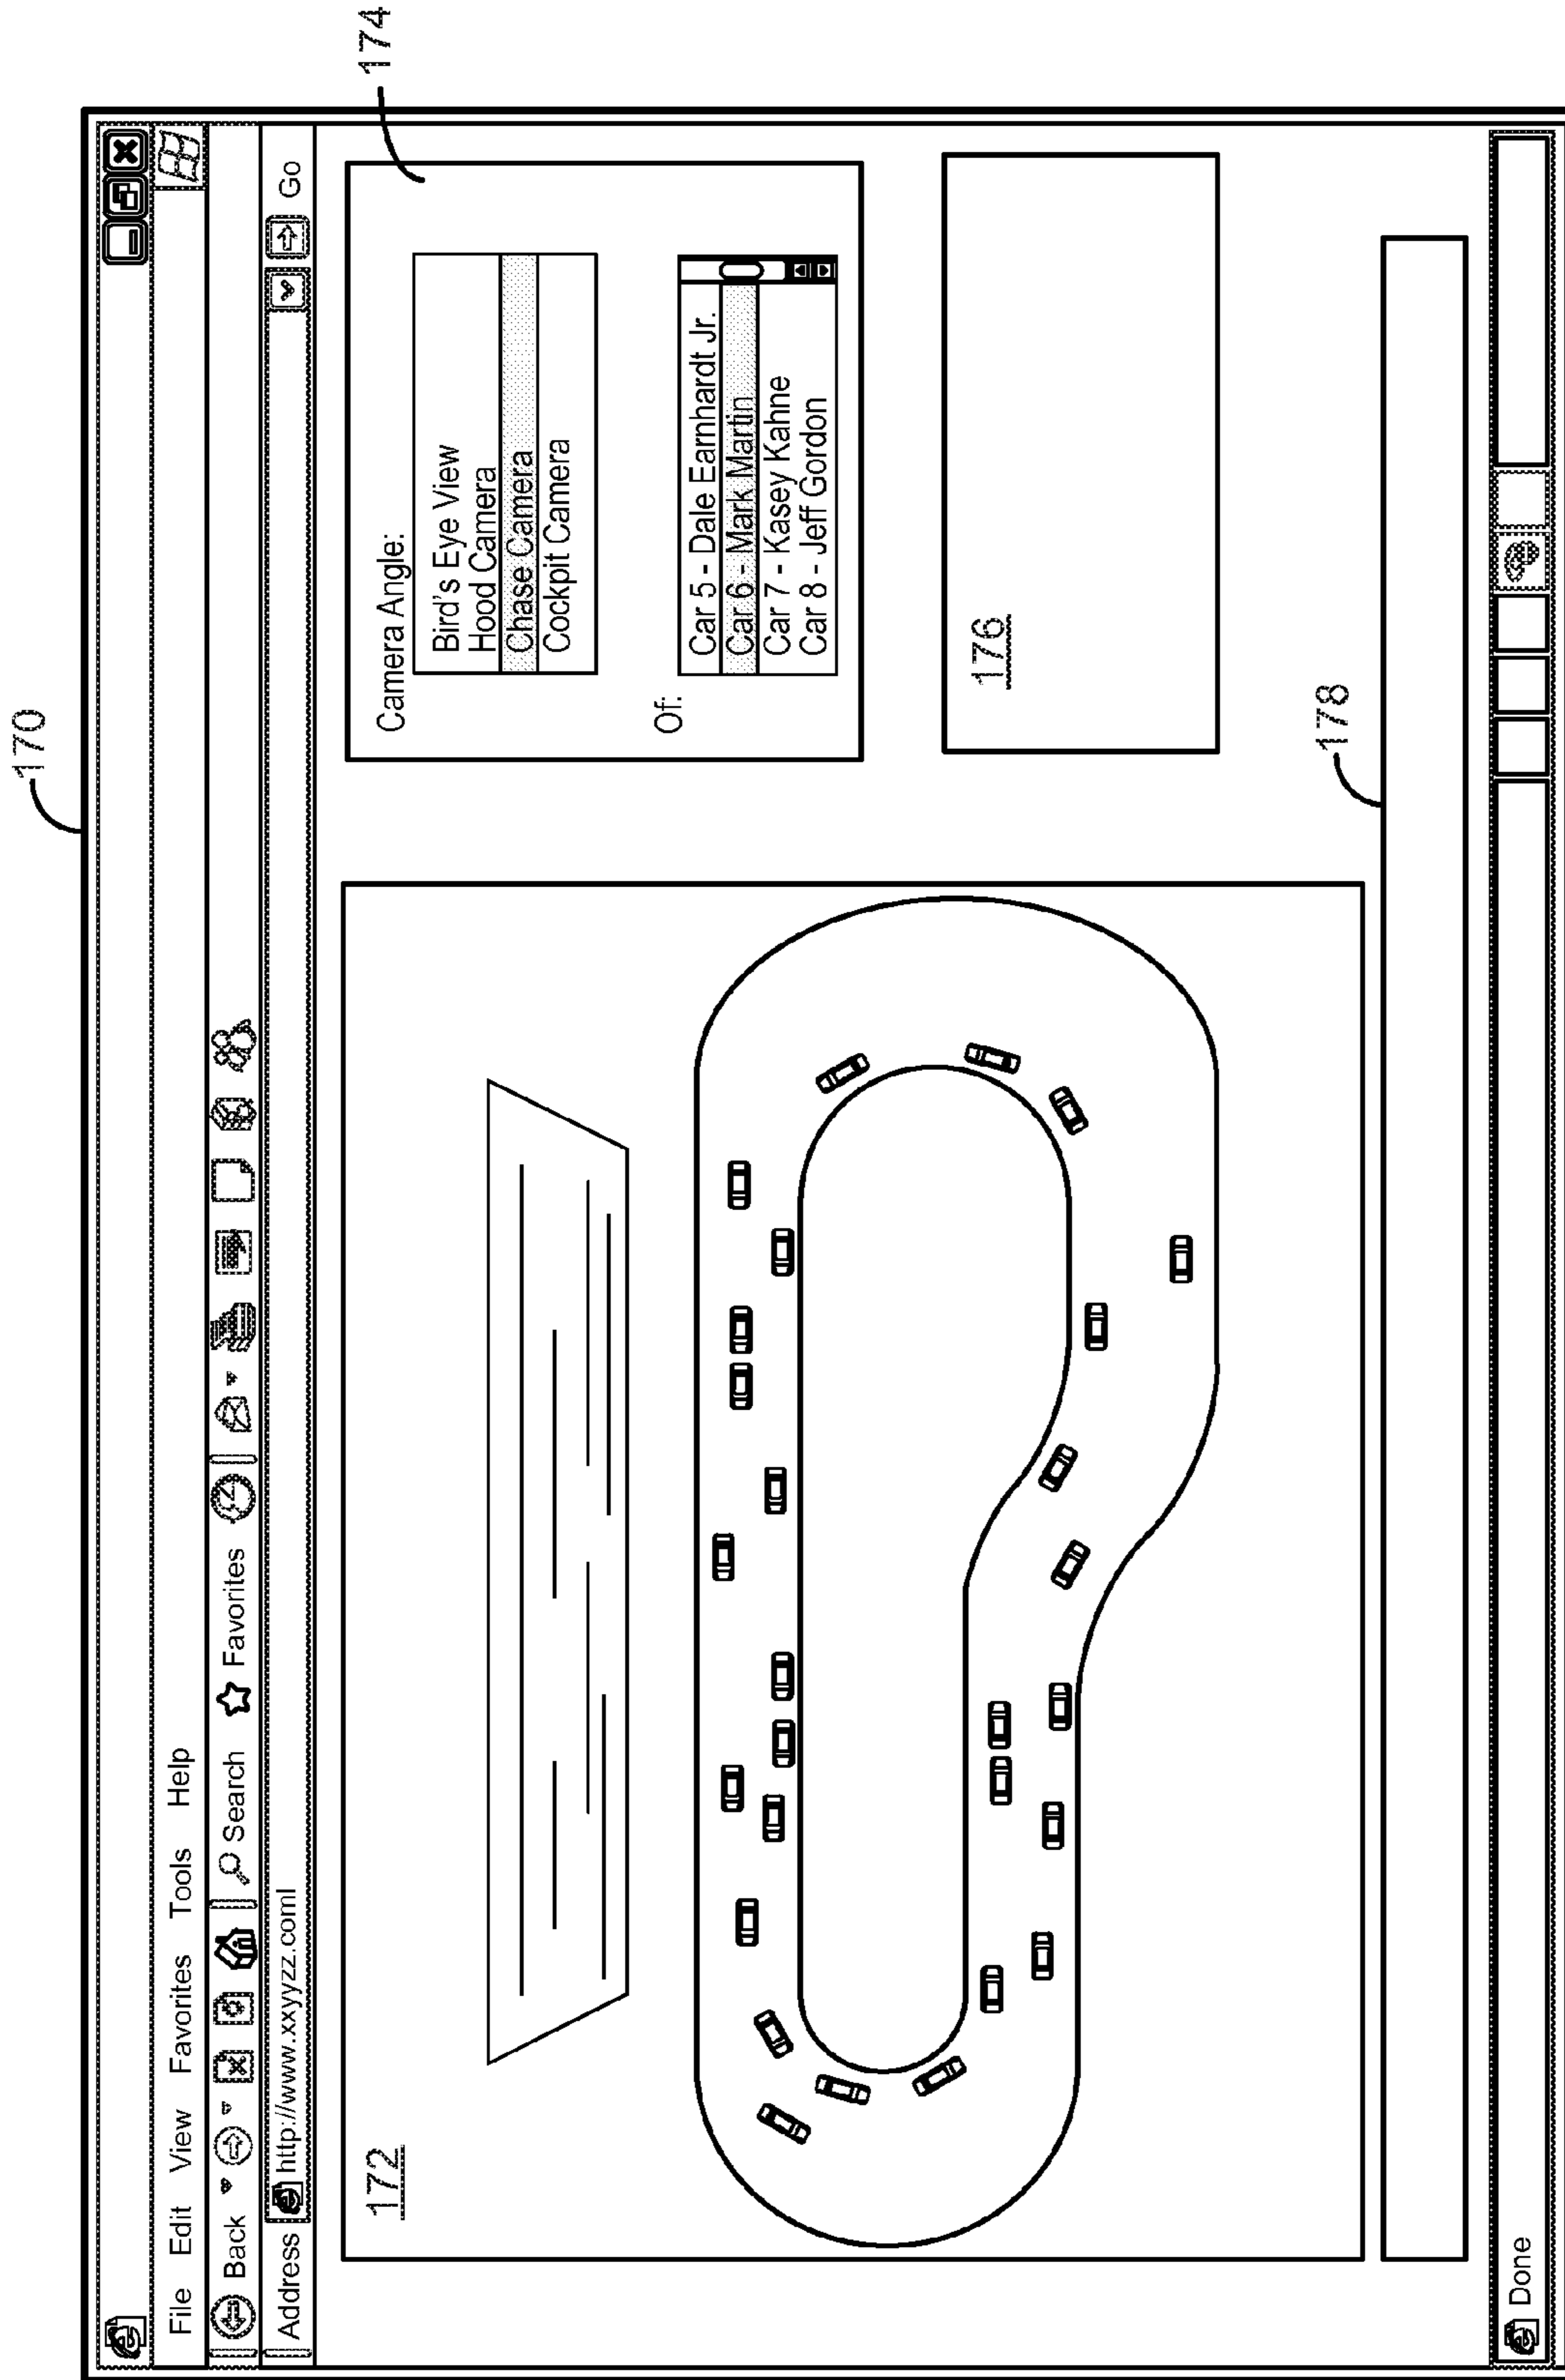 170
File Edit View Favorites Tools Help
Back Search Favorites
Address http://www.xxyyzz.coml Go
172
174
Camera Angle:
Bird's Eye View
Hood Camera
Chase Camera
Cockpit Camera
Of:
Car 5 - Dale Earnhardt Jr.
Car 6 - Mark Martin
Car 7 - Kasey Kahne
Car 8 - Jeff Gordon
176
178
Done